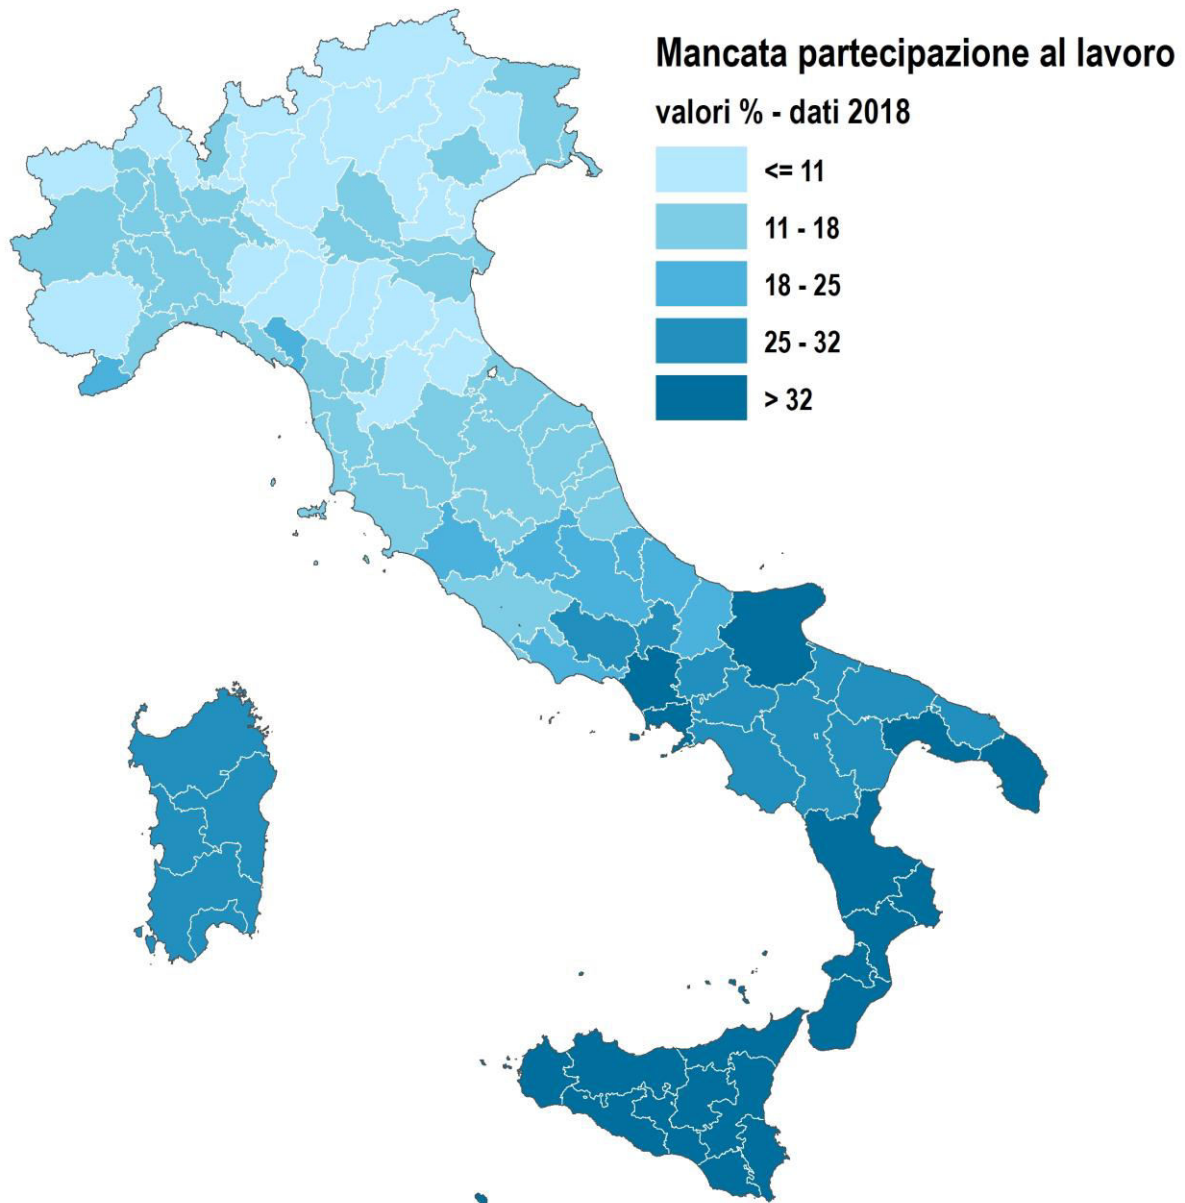 Mancata partecipazione al lavoro
valori % - dati 2018
<= 11
11 - 18
18 - 25
25 - 32
> 32